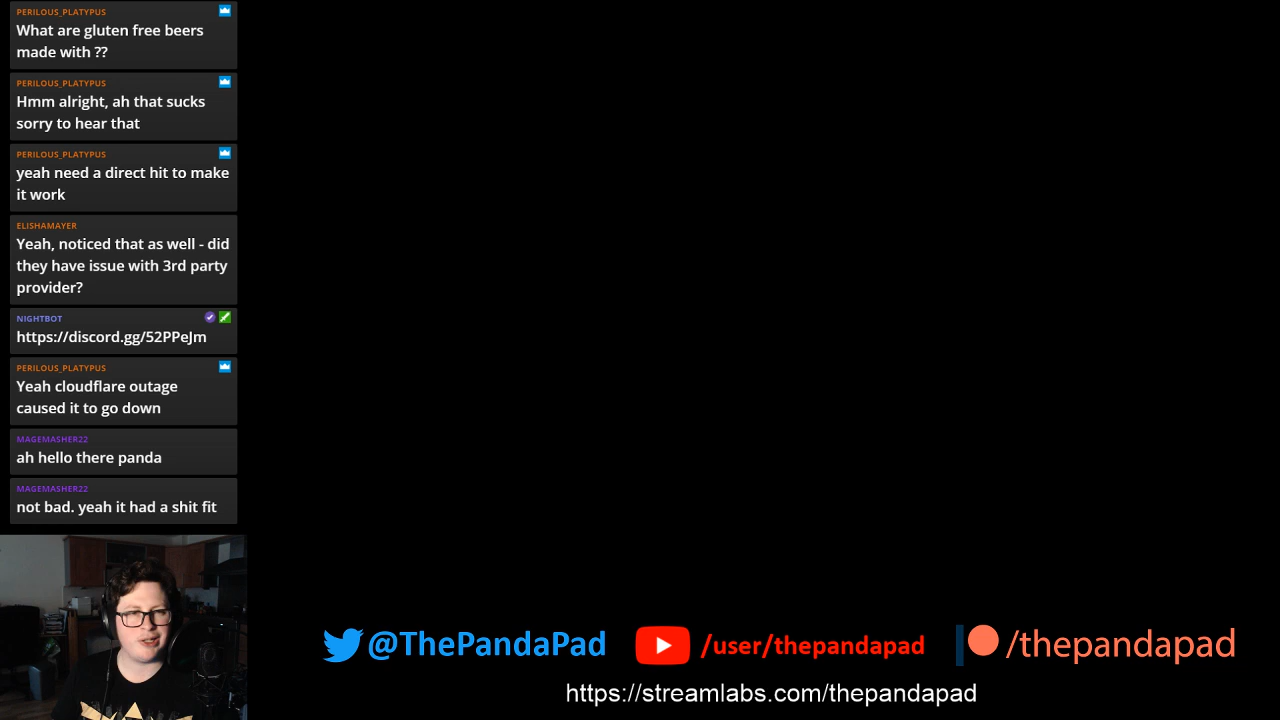 PERILOUS_PLATYPUS
What are gluten free beers
made with ??
PERILOUS_PLATYPUS
Hmm alright, ah that sucks
sorry to hear that
PERILOUS_PLATYPUS
yeah need a direct hit to make
it work
ELISHAMAYER
Yeah, noticed that as well - did
they have issue with 3rd party
provider?
NIGHTBOT
https://discord.gg/52PPeJm
PERILOUS_PLATYPUS
Yeah cloudflare outage
caused it to go down
MAGEMASHER22
ah hello there panda
MAGEMASHER22
not bad. yeah it had a shit fit
@ThePandaPad
/user/thepandapad
/thepandapad
https://streamlabs.com/thepandapad